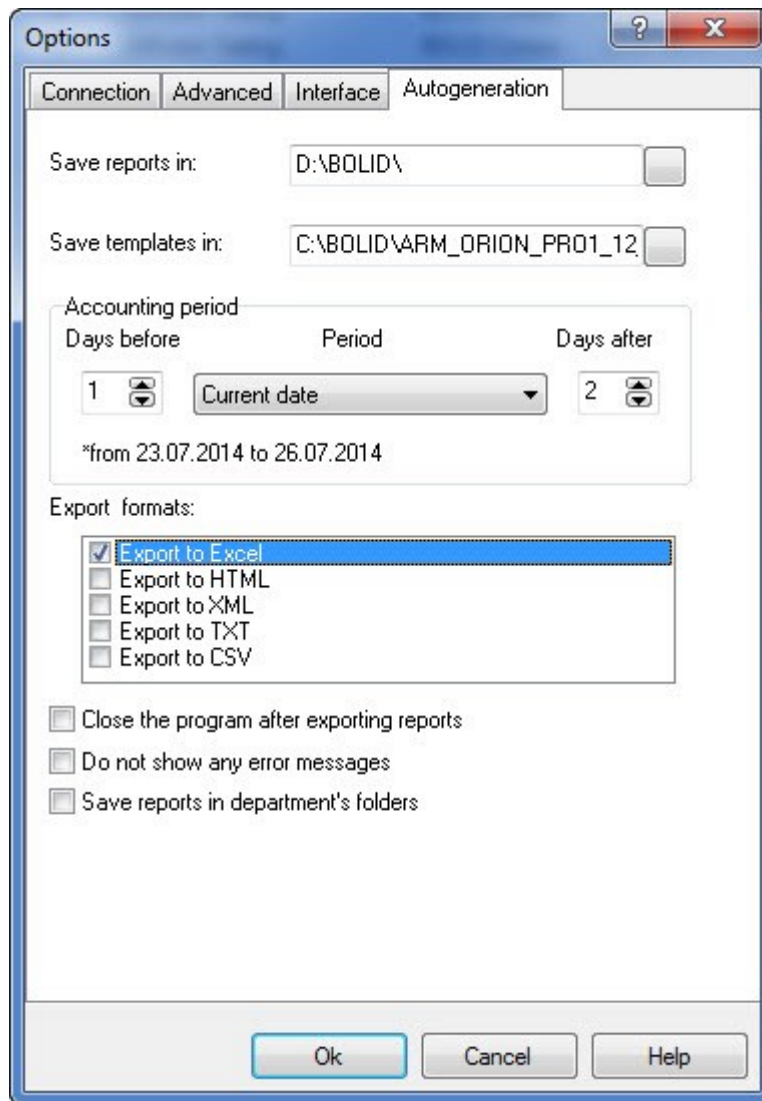 Options
?
X
Connection Advanced Interface Autogeneration
Save reports in: D:\BOLID\
Save templates in: C:\BOLID\ARM_ORION_PRO1_12
Accounting period
Days before Period Days after
1 Current date 2
*from 23.07.2014 to 26.07.2014
Export formats:
Export to Excel
Export to HTML
Export to XML
Export to TXT
Export to CSV
Close the program after exporting reports
Do not show any error messages
Save reports in department's folders
Ok Cancel Help